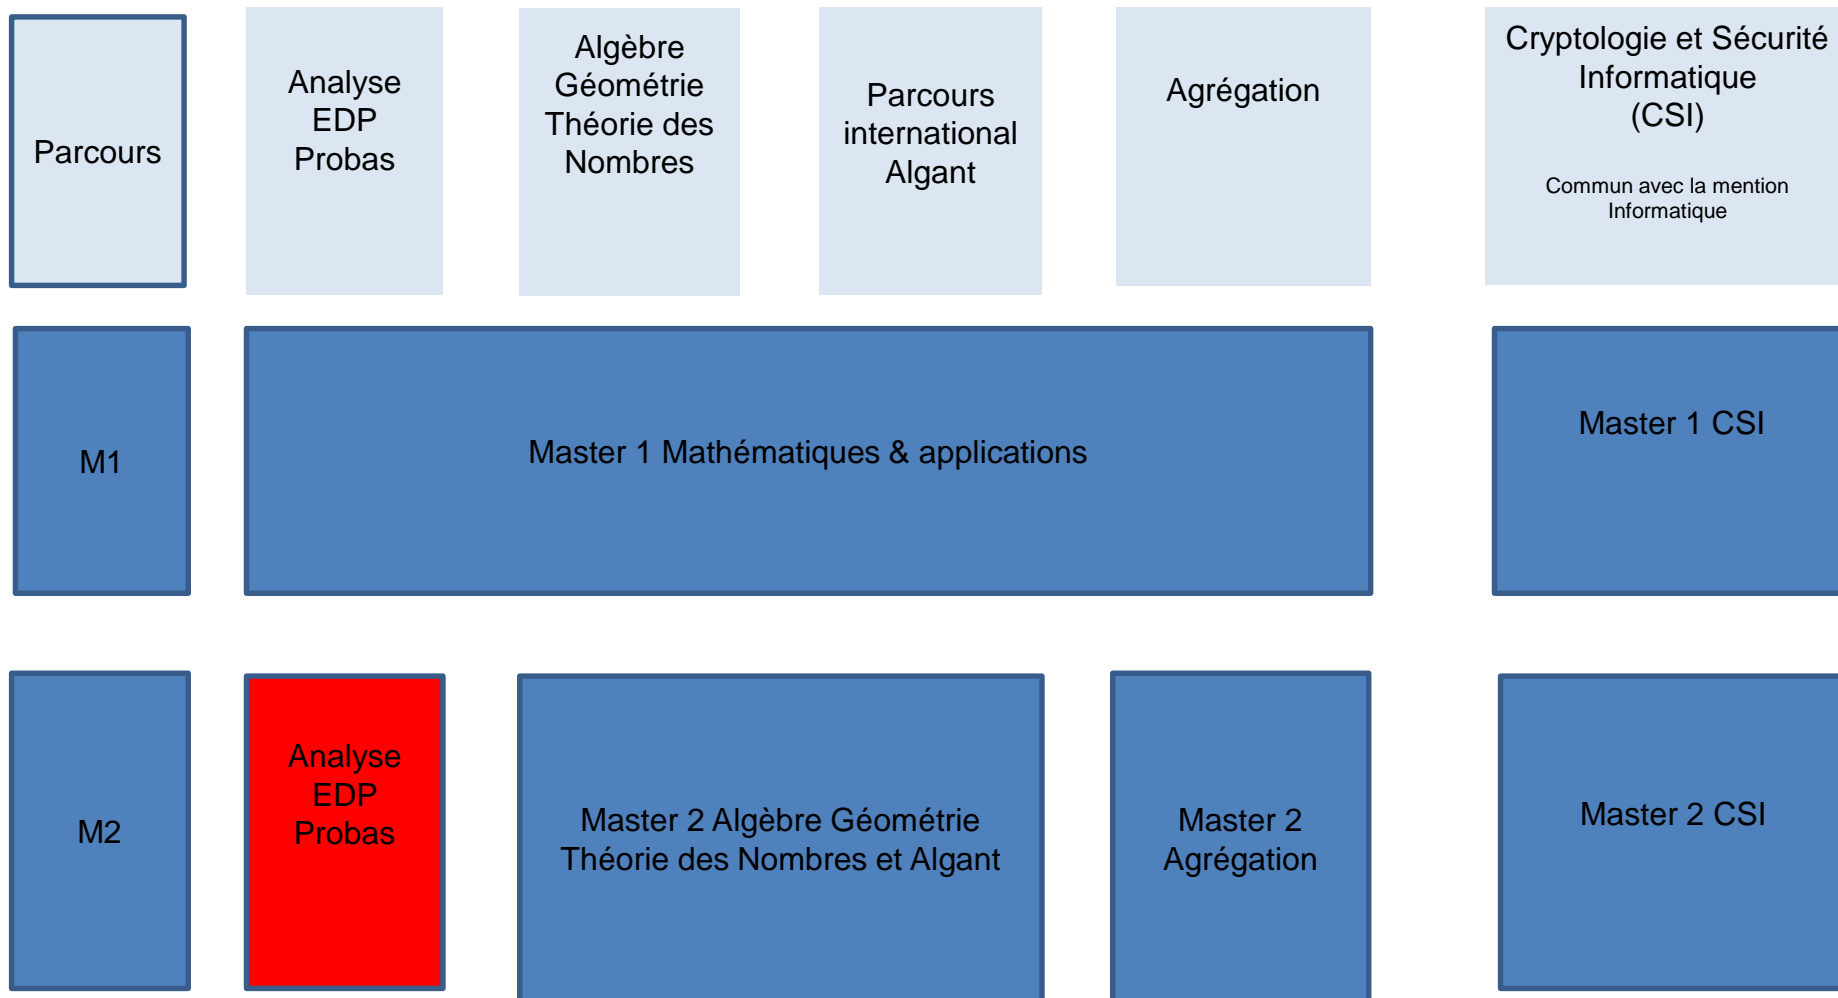 Parcours
Analyse
EDP
Probas
Algèbre
Géométrie
Théorie des
Nombres
Parcours
international
Algant
Agrégation
Cryptologie et Sécurité
Informatique
(CSI)
Commun avec la mention
Informatique
M1
Master 1 Mathématiques & applications
Master 1 CSI
M2
Analyse
EDP
Probas
Master 2 Algèbre Géométrie
Théorie des Nombres et Algant
Master 2
Agrégation
Master 2 CSI